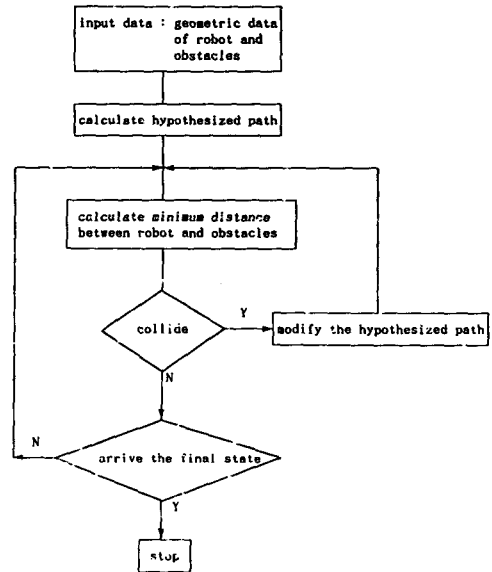 input data : geometric data
of robot and
obstacles
calculate hypothesized path
calculate minimum distance
between robot and obstacles
collide
Y
modify the hypothesized path
N
N
arrive the final state
Y
stop